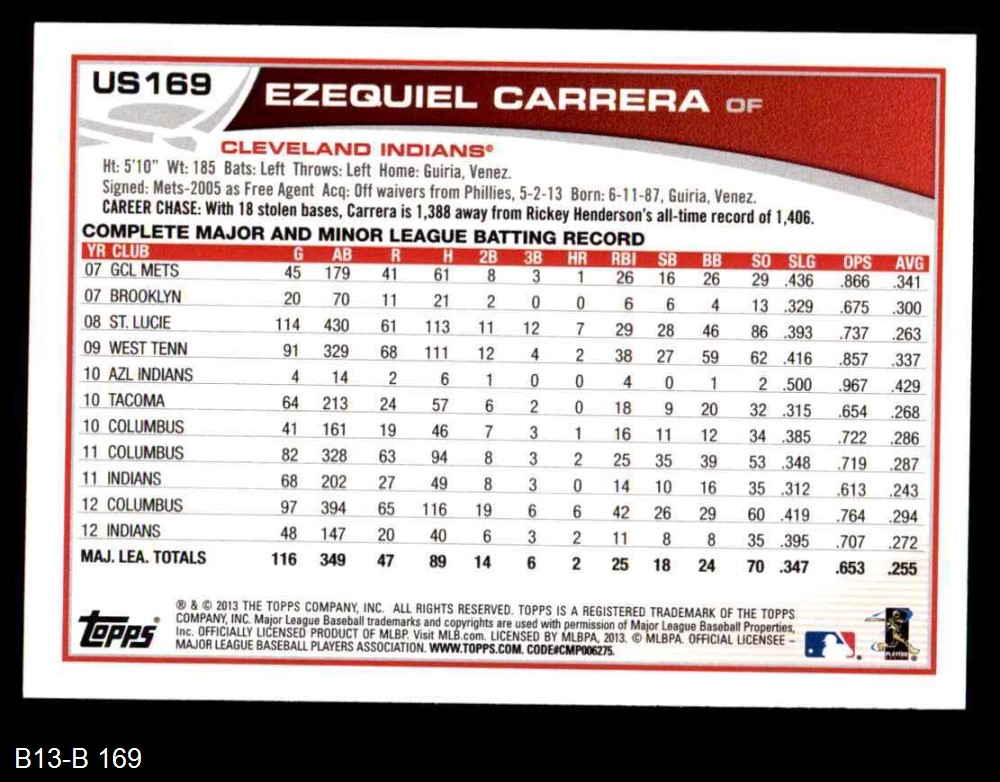 US169
EZEQUIEL CARRERA OF
CLEVELAND INDIANS®
Ht: 5'10" Wt: 185 Bats: Left Throws: Left Home: Guiria, Venez.
Signed: Mets-2005 as Free Agent Acq: Off waivers from Phillies, 5-2-13 Born: 6-11-87, Guiria, Venez.
CAREER CHASE: With 18 stolen bases, Carrera is 1,388 away from Rickey Henderson's all-time record of 1,406.
COMPLETE MAJOR AND MINOR LEAGUE BATTING RECORD
YR CLUB G AB R H 2B 3B HR RBI SB BB SO SLG OPS AVG
07 GCL METS 45 179 41 61 8 3 1 26 16 26 29 .436 .866 .341
07 BROOKLYN 20 70 11 21 2 0 0 6 6 4 13 .329 .675 .300
08 ST. LUCIE 114 430 61 113 11 12 7 29 28 46 86 .393 .737 .263
09 WEST TENN 91 329 68 111 12 4 2 38 27 59 62 .416 .857 .337
10 AZL INDIANS 4 14 2 6 1 0 0 4 0 1 2 .500 .967 .429
10 TACOMA 64 213 24 57 6 2 0 18 9 20 32 .315 .654 .268
10 COLUMBUS 41 161 19 46 7 3 1 16 11 12 34 .385 .722 .286
11 COLUMBUS 82 328 63 94 8 3 2 25 35 39 53 .348 .719 .287
11 INDIANS 68 202 27 49 8 3 0 14 10 16 35 .312 .613 .243
12 COLUMBUS 97 394 65 116 19 6 6 42 26 29 60 .419 .764 .294
12 INDIANS 48 147 20 40 6 3 2 11 8 8 35 .395 .707 .272
MAJ. LEA. TOTALS 116 349 47 89 14 6 2 25 18 24 70 .347 .653 .255
Topps®
® & © 2013 THE TOPPS COMPANY, INC. ALL RIGHTS RESERVED. TOPPS IS A REGISTERED TRADEMARK OF THE TOPPS
COMPANY, INC. Major League Baseball trademarks and copyrights are used with permission of Major League Baseball Properties,
Inc. OFFICIALLY LICENSED PRODUCT OF MLBP. Visit MLB.com. LICENSED BY MLBPA, 2013. © MLBPA. OFFICIAL LICENSEE –
MAJOR LEAGUE BASEBALL PLAYERS ASSOCIATION. WWW.TOPPS.COM. CODE#CMP006275.
PLAYERS
B13-B 169